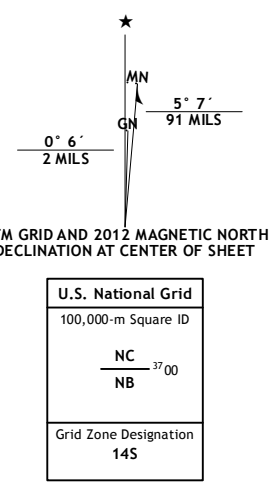 MN
5° 7´
91 MILS
GN
0° 6´
2 MILS
TM GRID AND 2012 MAGNETIC NORTH
DECLINATION AT CENTER OF SHEET
U.S. National Grid
100,000-m Square ID
NC
3700
NB
Grid Zone Designation
14S